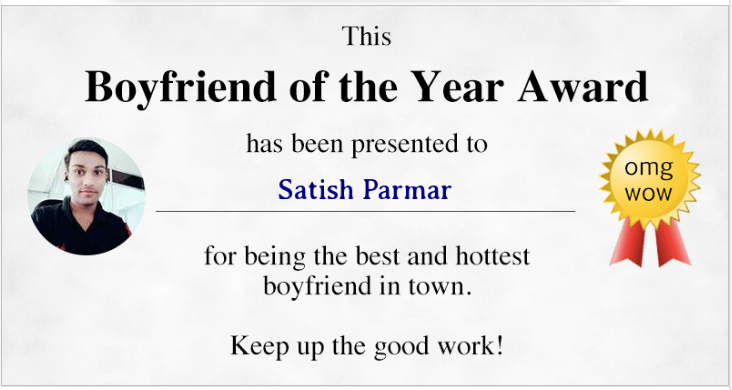 This
Boyfriend of the Year Award
has been presented to
Satish Parmar
omg
wow
for being the best and hottest
boyfriend in town.
Keep up the good work!